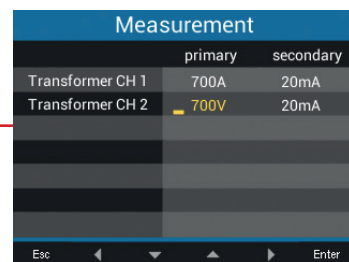 Measurement
primary secondary
Transformer CH 1 700A 20mA
Transformer CH 2 _ 700V 20mA
Esc Enter